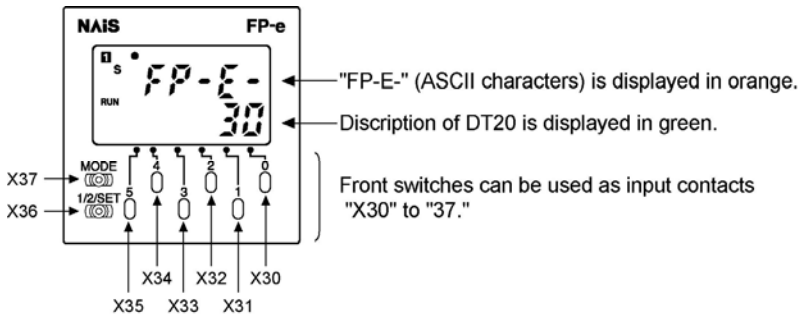 NAiS FP-e
1
S
FP-E-
"FP-E-" (ASCII characters) is displayed in orange.
RUN
30
Discription of DT20 is displayed in green.
X37
MODE
5 4 3 2 1 0
X36
1/2/SET
Front switches can be used as input contacts
"X30" to "37."
X34 X32 X30
X35 X33 X31